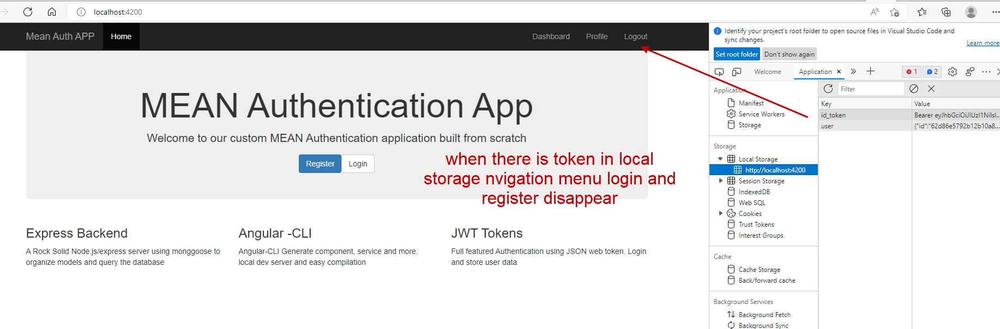 localhost:4200
Mean Auth APP Home Dashboard Profile Logout
MEAN Authentication App
Welcome to our custom MEAN Authentication application built from scratch
Register Login
when there is token in local
storage nvigation menu login and
register disappear
Express Backend
A Rock Solid Node.js/express server using monggoose to
organize models and query the database
Angular -CLI
Angular-CLI Generate component, service and more.
local dev server and easy compilation
JWT Tokens
Full featured Authentication using JSON web token. Login
and store user data
Identify your project's root folder to open source files in Visual Studio Code and
sync changes.
Learn more
Set root folder Don't show again
Welcome Application 1 2
Application
Manifest
Service Workers
Storage
Storage
Local Storage
http://localhost:4200
Session Storage
IndexedDB
Web SQL
Cookies
Trust Tokens
Interest Groups
Cache
Cache Storage
Back/forward cache
Background Services
Background Fetch
Background Sync
Filter
Key Value
id_token Bearer eyJhbGciOiJIUzI1NiIsI...
user {"id":"62d86e5792b12b10a8...